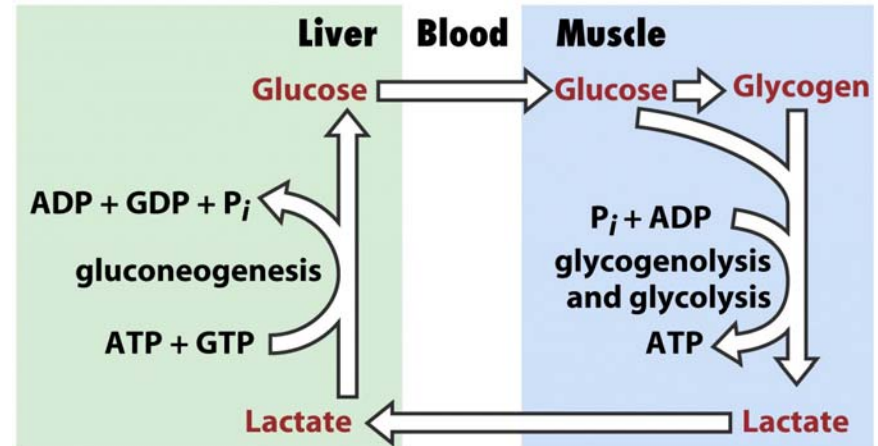 Liver Blood Muscle
Glucose Glucose Glycogen
ADP + GDP + Pi
Pi + ADP
gluconeogenesis
glycogenolysis
and glycolysis
ATP + GTP
ATP
Lactate Lactate